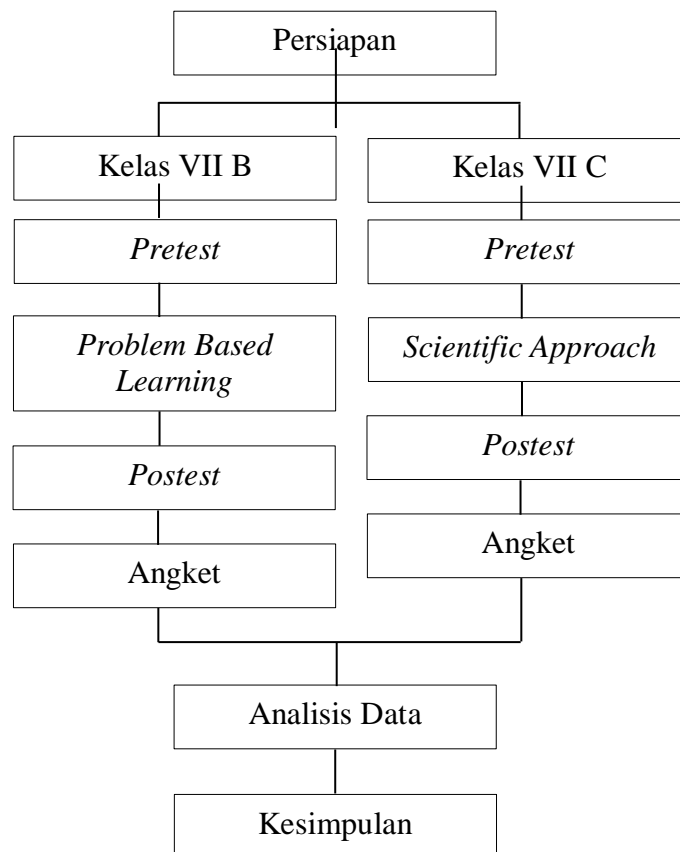 Persiapan
Kelas VII B
Kelas VII C
Pretest
Pretest
Problem Based
Learning
Scientific Approach
Postest
Postest
Angket
Angket
Analisis Data
Kesimpulan